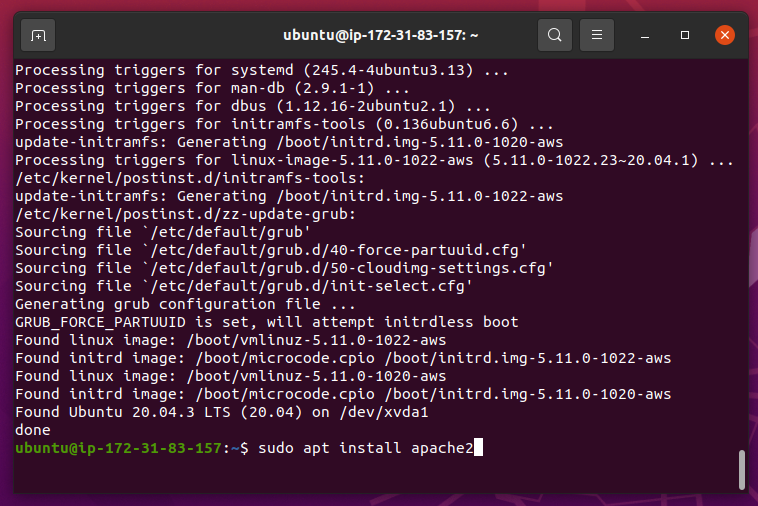 ubuntu@ip-172-31-83-157: ~
Processing triggers for systemd (245.4-4ubuntu3.13) ...
Processing triggers for man-db (2.9.1-1) ...
Processing triggers for dbus (1.12.16-2ubuntu2.1) ...
Processing triggers for initramfs-tools (0.136ubuntu6.6) ...
update-initramfs: Generating /boot/initrd.img-5.11.0-1020-aws
Processing triggers for linux-image-5.11.0-1022-aws (5.11.0-1022.23~20.04.1) ...
/etc/kernel/postinst.d/initramfs-tools:
update-initramfs: Generating /boot/initrd.img-5.11.0-1022-aws
/etc/kernel/postinst.d/zz-update-grub:
Sourcing file `/etc/default/grub'
Sourcing file `/etc/default/grub.d/40-force-partuuid.cfg'
Sourcing file `/etc/default/grub.d/50-cloudimg-settings.cfg'
Sourcing file `/etc/default/grub.d/init-select.cfg'
Generating grub configuration file ...
GRUB_FORCE_PARTUUID is set, will attempt initrdless boot
Found linux image: /boot/vmlinuz-5.11.0-1022-aws
Found initrd image: /boot/microcode.cpio /boot/initrd.img-5.11.0-1022-aws
Found linux image: /boot/vmlinuz-5.11.0-1020-aws
Found initrd image: /boot/microcode.cpio /boot/initrd.img-5.11.0-1020-aws
Found Ubuntu 20.04.3 LTS (20.04) on /dev/xvda1
done
ubuntu@ip-172-31-83-157:~$ sudo apt install apache2